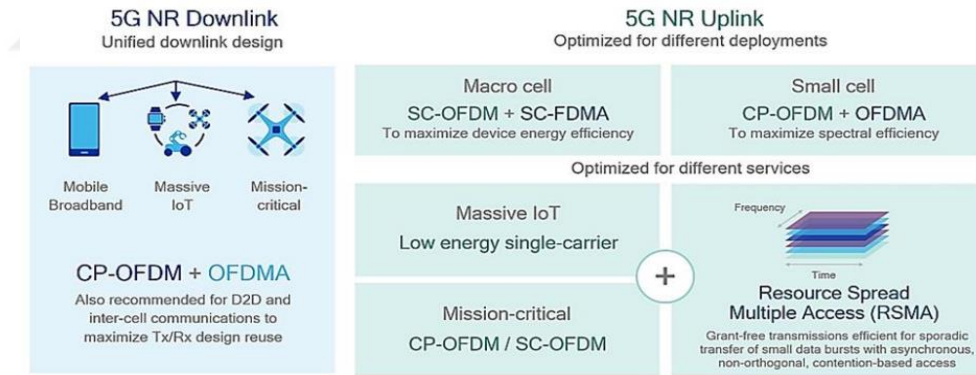 5G NR Downlink
Unified downlink design
Mobile
Broadband
Massive
IoT
Mission-
critical
CP-OFDM + OFDMA
Also recommended for D2D and
inter-cell communications to
maximize Tx/Rx design reuse
5G NR Uplink
Optimized for different deployments
Macro cell
SC-OFDM + SC-FDMA
To maximize device energy efficiency
Small cell
CP-OFDM + OFDMA
To maximize spectral efficiency
Optimized for different services
Massive IoT
Low energy single-carrier
Mission-critical
CP-OFDM / SC-OFDM
+
Frequency
Time
Resource Spread
Multiple Access (RSMA)
Grant-free transmissions efficient for sporadic
transfer of small data bursts with asynchronous,
non-orthogonal, contention-based access